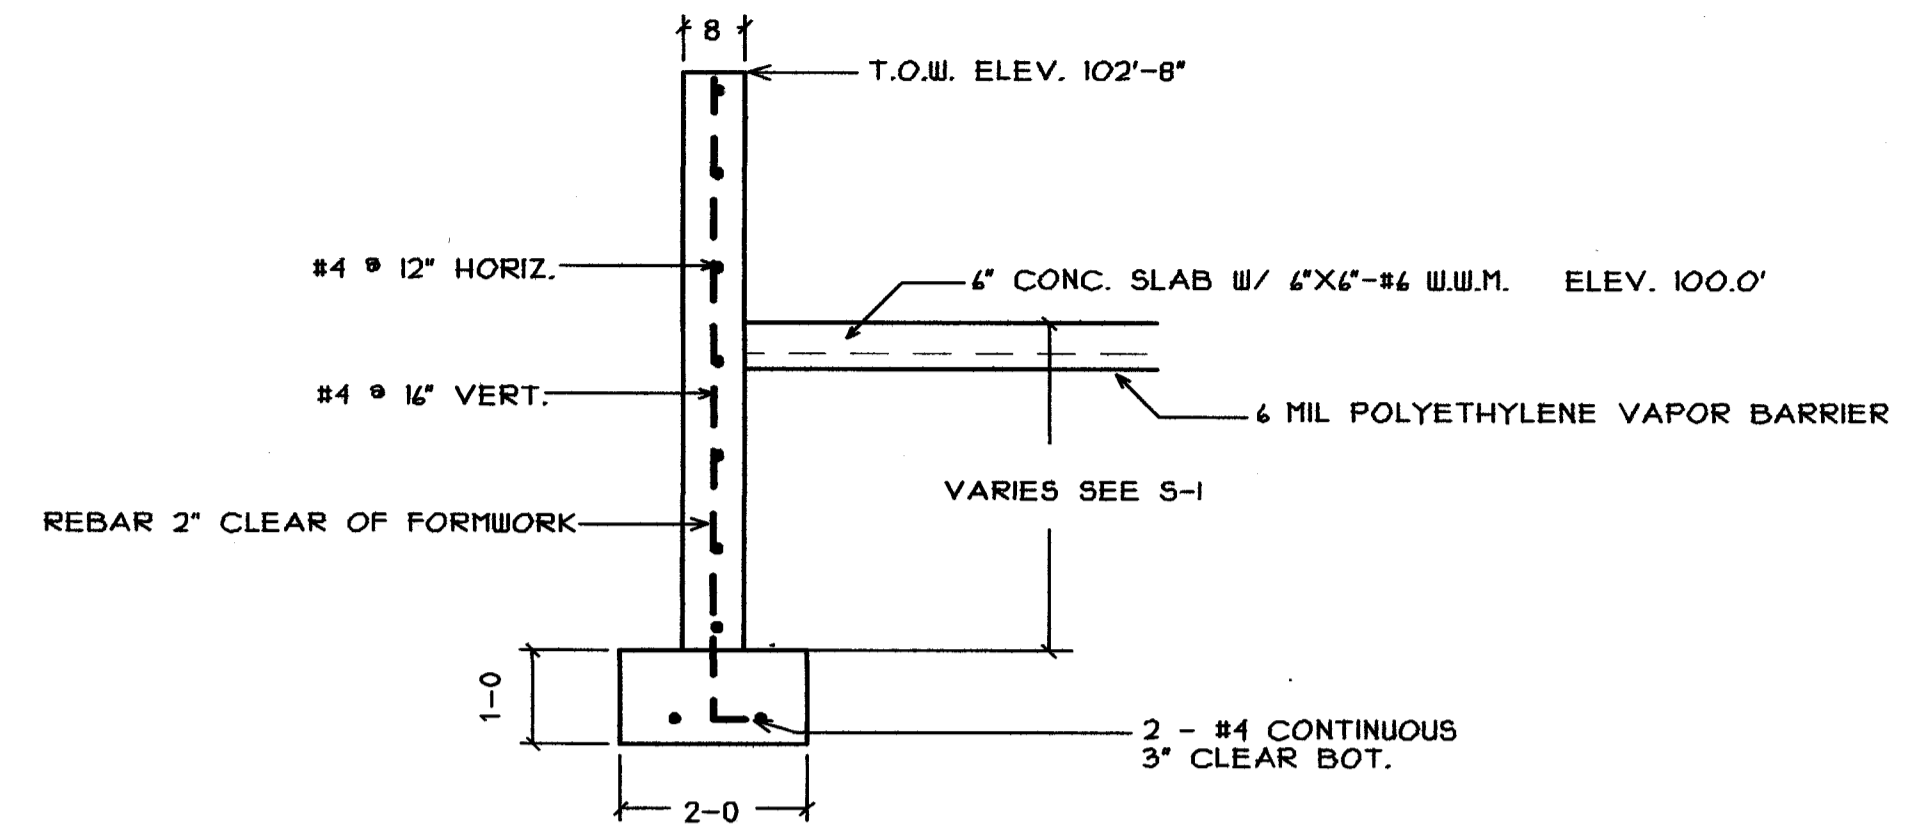 8
T.O.W. ELEV. 102'-8"
#4 @ 12" HORIZ.
6" CONC. SLAB W/ 6"X6"-#6 W.W.M. ELEV. 100.0'
#4 @ 16" VERT.
6 MIL POLYETHYLENE VAPOR BARRIER
VARIES SEE S-1
REBAR 2" CLEAR OF FORMWORK
1-0
2 - #4 CONTINUOUS
3" CLEAR BOT.
2-0